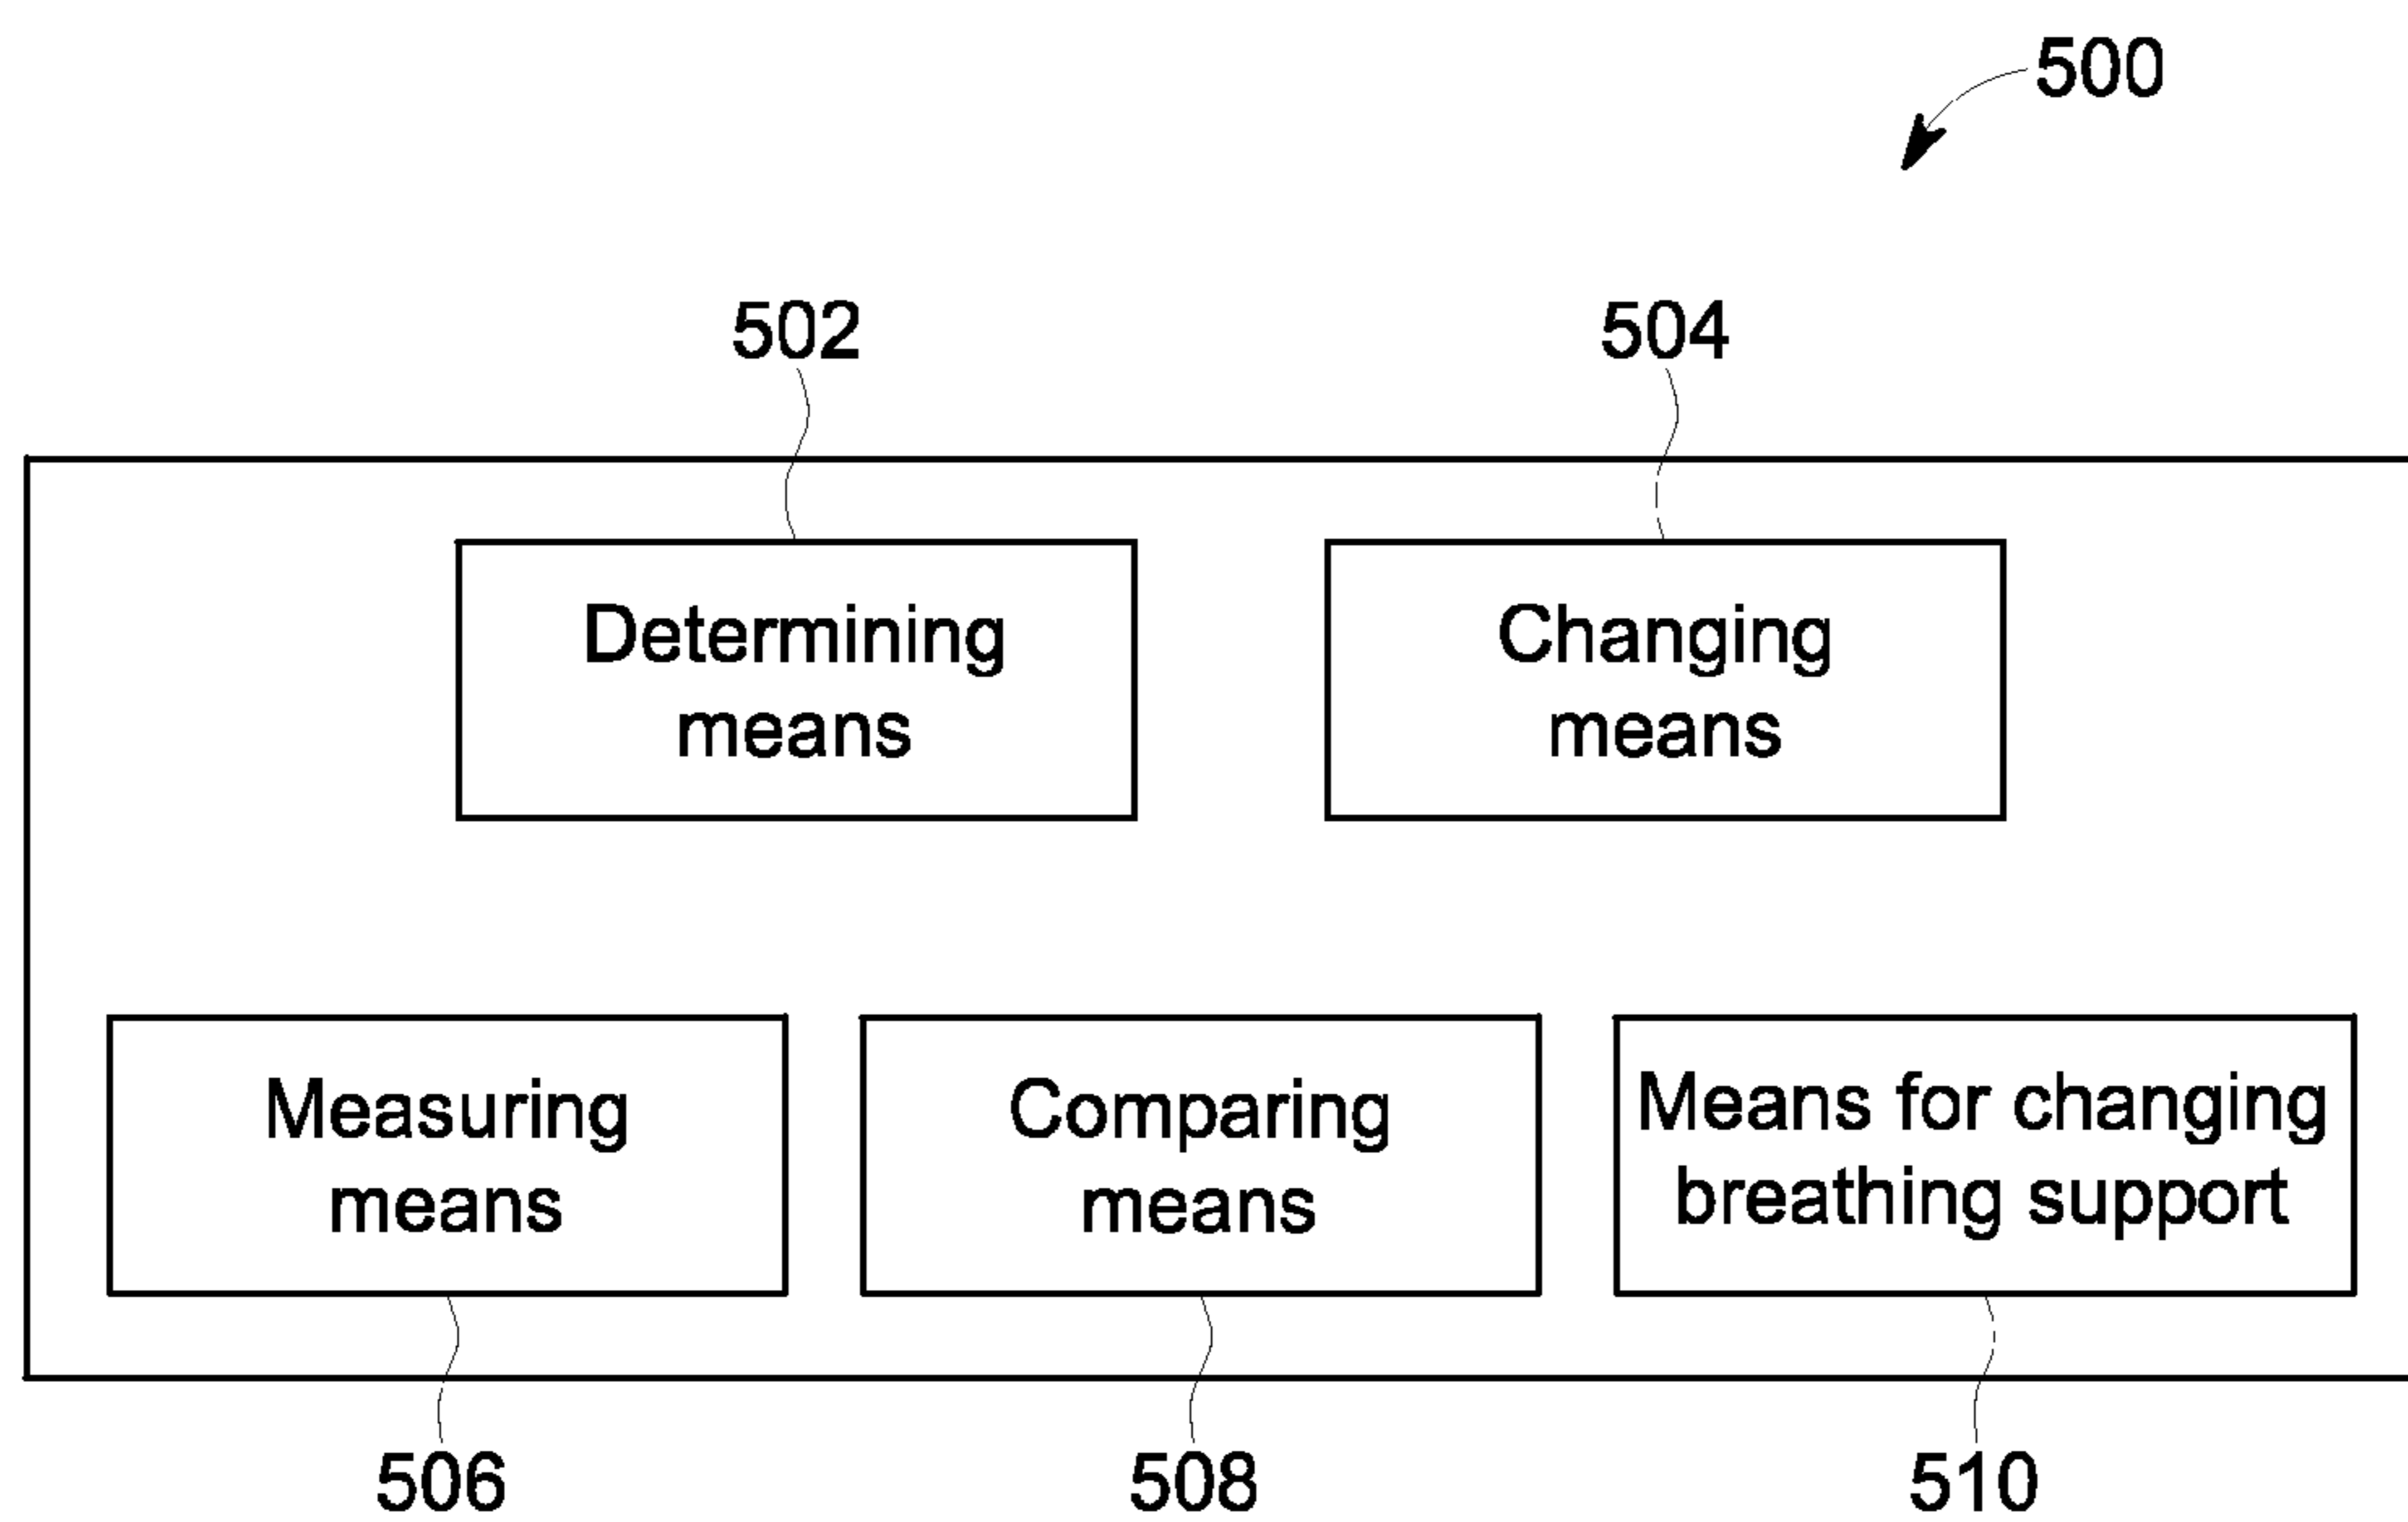 500
502
504
Determining
means
Changing
means
Measuring
means
Comparing
means
Means for changing
breathing support
506
508
510